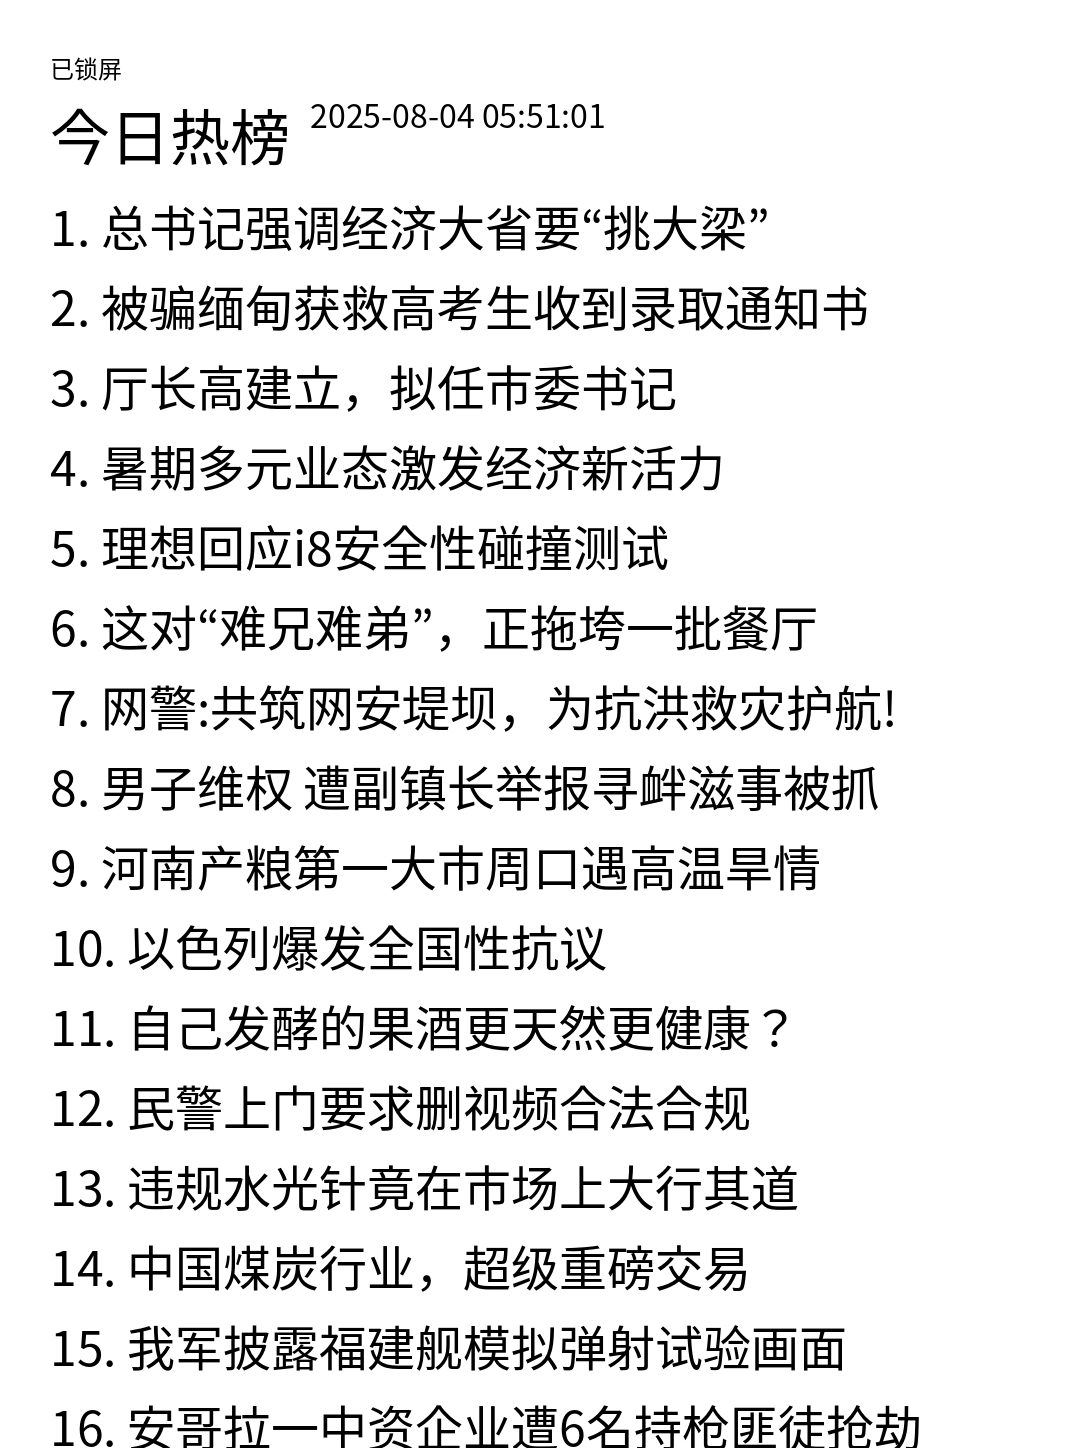 已锁屏
今日热榜 2025-08-04 05:51:01
1. 总书记强调经济大省要“挑大梁”
2. 被骗缅甸获救高考生收到录取通知书
3. 厅长高建立，拟任市委书记
4. 暑期多元业态激发经济新活力
5. 理想回应i8安全性碰撞测试
6. 这对“难兄难弟”，正拖垮一批餐厅
7. 网警:共筑网安堤坝，为抗洪救灾护航!
8. 男子维权 遭副镇长举报寻衅滋事被抓
9. 河南产粮第一大市周口遇高温旱情
10. 以色列爆发全国性抗议
11. 自己发酵的果酒更天然更健康？
12. 民警上门要求删视频合法合规
13. 违规水光针竟在市场上大行其道
14. 中国煤炭行业，超级重磅交易
15. 我军披露福建舰模拟弹射试验画面
16. 安哥拉一中资企业遭6名持枪匪徒抢劫